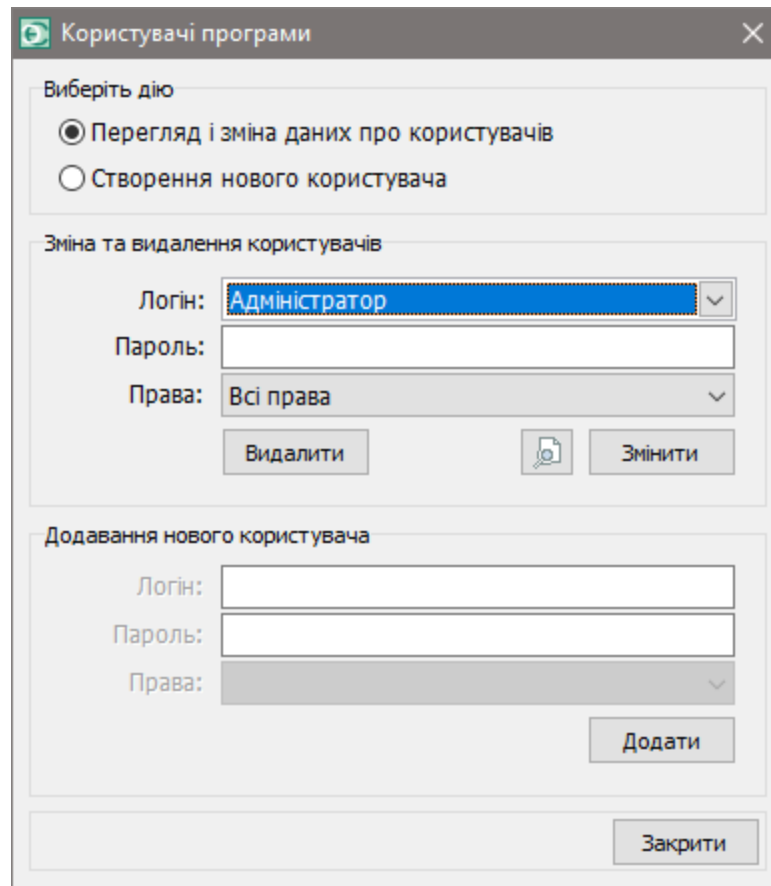 Користувачі програми
Виберіть дію
Перегляд і зміна даних про користувачів
Створення нового користувача
Зміна та видалення користувачів
Логін: Адміністратор
Пароль:
Права: Всі права
Видалити Змінити
Додавання нового користувача
Логін:
Пароль:
Права:
Додати
Закрити